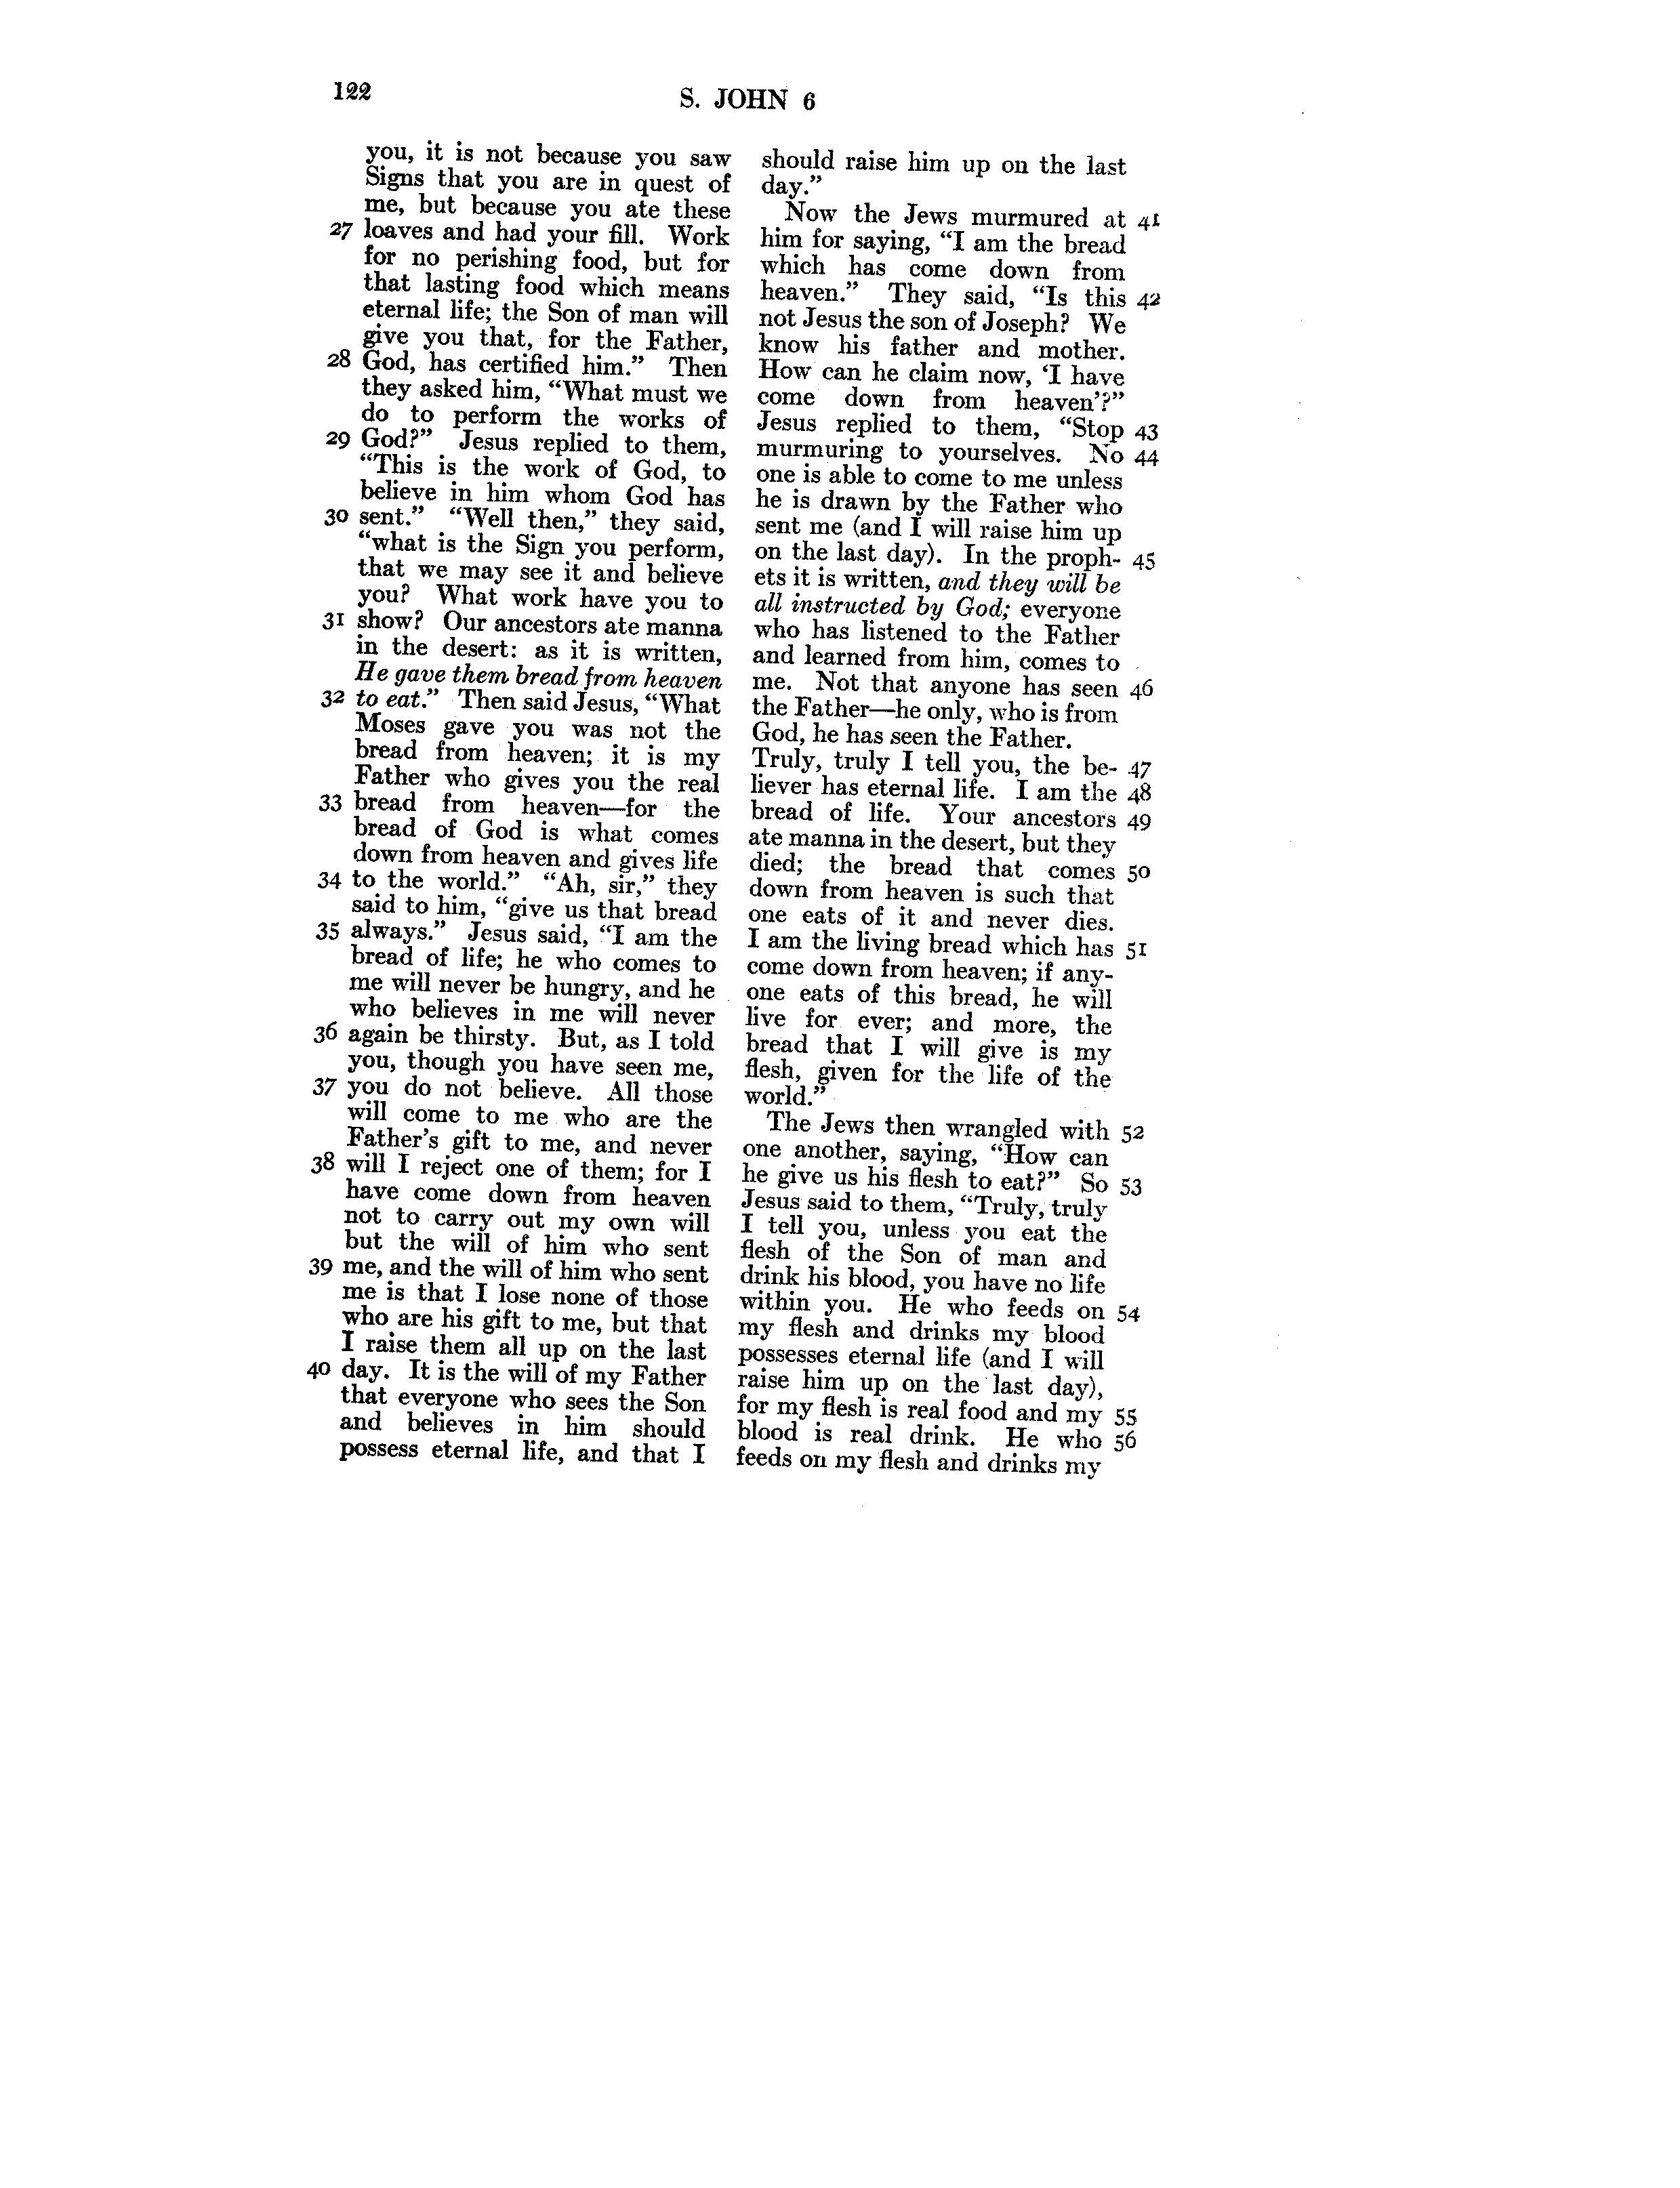 122
S. JOHN 6
you, it is not because you saw
Signs that you are in quest of
me, but because you ate these
27 loaves and had your fill. Work
for no perishing food, but for
that lasting food which means
eternal life; the Son of man will
give you that, for the Father,
28 God, has certified him.” Then
they asked him, “What must we
do to perform the works of
29 God?” Jesus replied to them,
“This is the work of God, to
believe in him whom God has
30 sent.” “Well then,” they said,
“what is the Sign you perform,
that we may see it and believe
you? What work have you to
31 show? Our ancestors ate manna
in the desert: as it is written,
He gave them bread from heaven
32 to eat.” Then said Jesus, “What
Moses gave you was not the
bread from heaven; it is my
Father who gives you the real
33 bread from heaven—for the
bread of God is what comes
down from heaven and gives life
34 to the world.” “Ah, sir,” they
said to him, “give us that bread
35 always.” Jesus said, “I am the
bread of life; he who comes to
me will never be hungry, and he
who believes in me will never
36 again be thirsty. But, as I told
you, though you have seen me,
37 you do not believe. All those
will come to me who are the
Father’s gift to me, and never
38 will I reject one of them; for I
have come down from heaven
not to carry out my own will
but the will of him who sent
39 me, and the will of him who sent
me is that I lose none of those
who are his gift to me, but that
I raise them all up on the last
40 day. It is the will of my Father
that everyone who sees the Son
and believes in him should
possess eternal life, and that I
should raise him up on the last
day.”
Now the Jews murmured at 41
him for saying, “I am the bread
which has come down from
heaven.” They said, “Is this 42
not Jesus the son of Joseph? We
know his father and mother.
How can he claim now, ‘I have
come down from heaven’?”
Jesus replied to them, “Stop 43
murmuring to yourselves. No 44
one is able to come to me unless
he is drawn by the Father who
sent me (and I will raise him up
on the last day). In the proph- 45
ets it is written, and they will be
all instructed by God; everyone
who has listened to the Father
and learned from him, comes to
me. Not that anyone has seen 46
the Father—he only, who is from
God, he has seen the Father.
Truly, truly I tell you, the be- 47
liever has eternal life. I am the 48
bread of life. Your ancestors 49
ate manna in the desert, but they
died; the bread that comes 50
down from heaven is such that
one eats of it and never dies.
I am the living bread which has 51
come down from heaven; if any-
one eats of this bread, he will
live for ever; and more, the
bread that I will give is my
flesh, given for the life of the
world.”
The Jews then wrangled with 52
one another, saying, “How can
he give us his flesh to eat?” So 53
Jesus said to them, “Truly, truly
I tell you, unless you eat the
flesh of the Son of man and
drink his blood, you have no life
within you. He who feeds on 54
my flesh and drinks my blood
possesses eternal life (and I will
raise him up on the last day),
for my flesh is real food and my 55
blood is real drink. He who 56
feeds on my flesh and drinks my